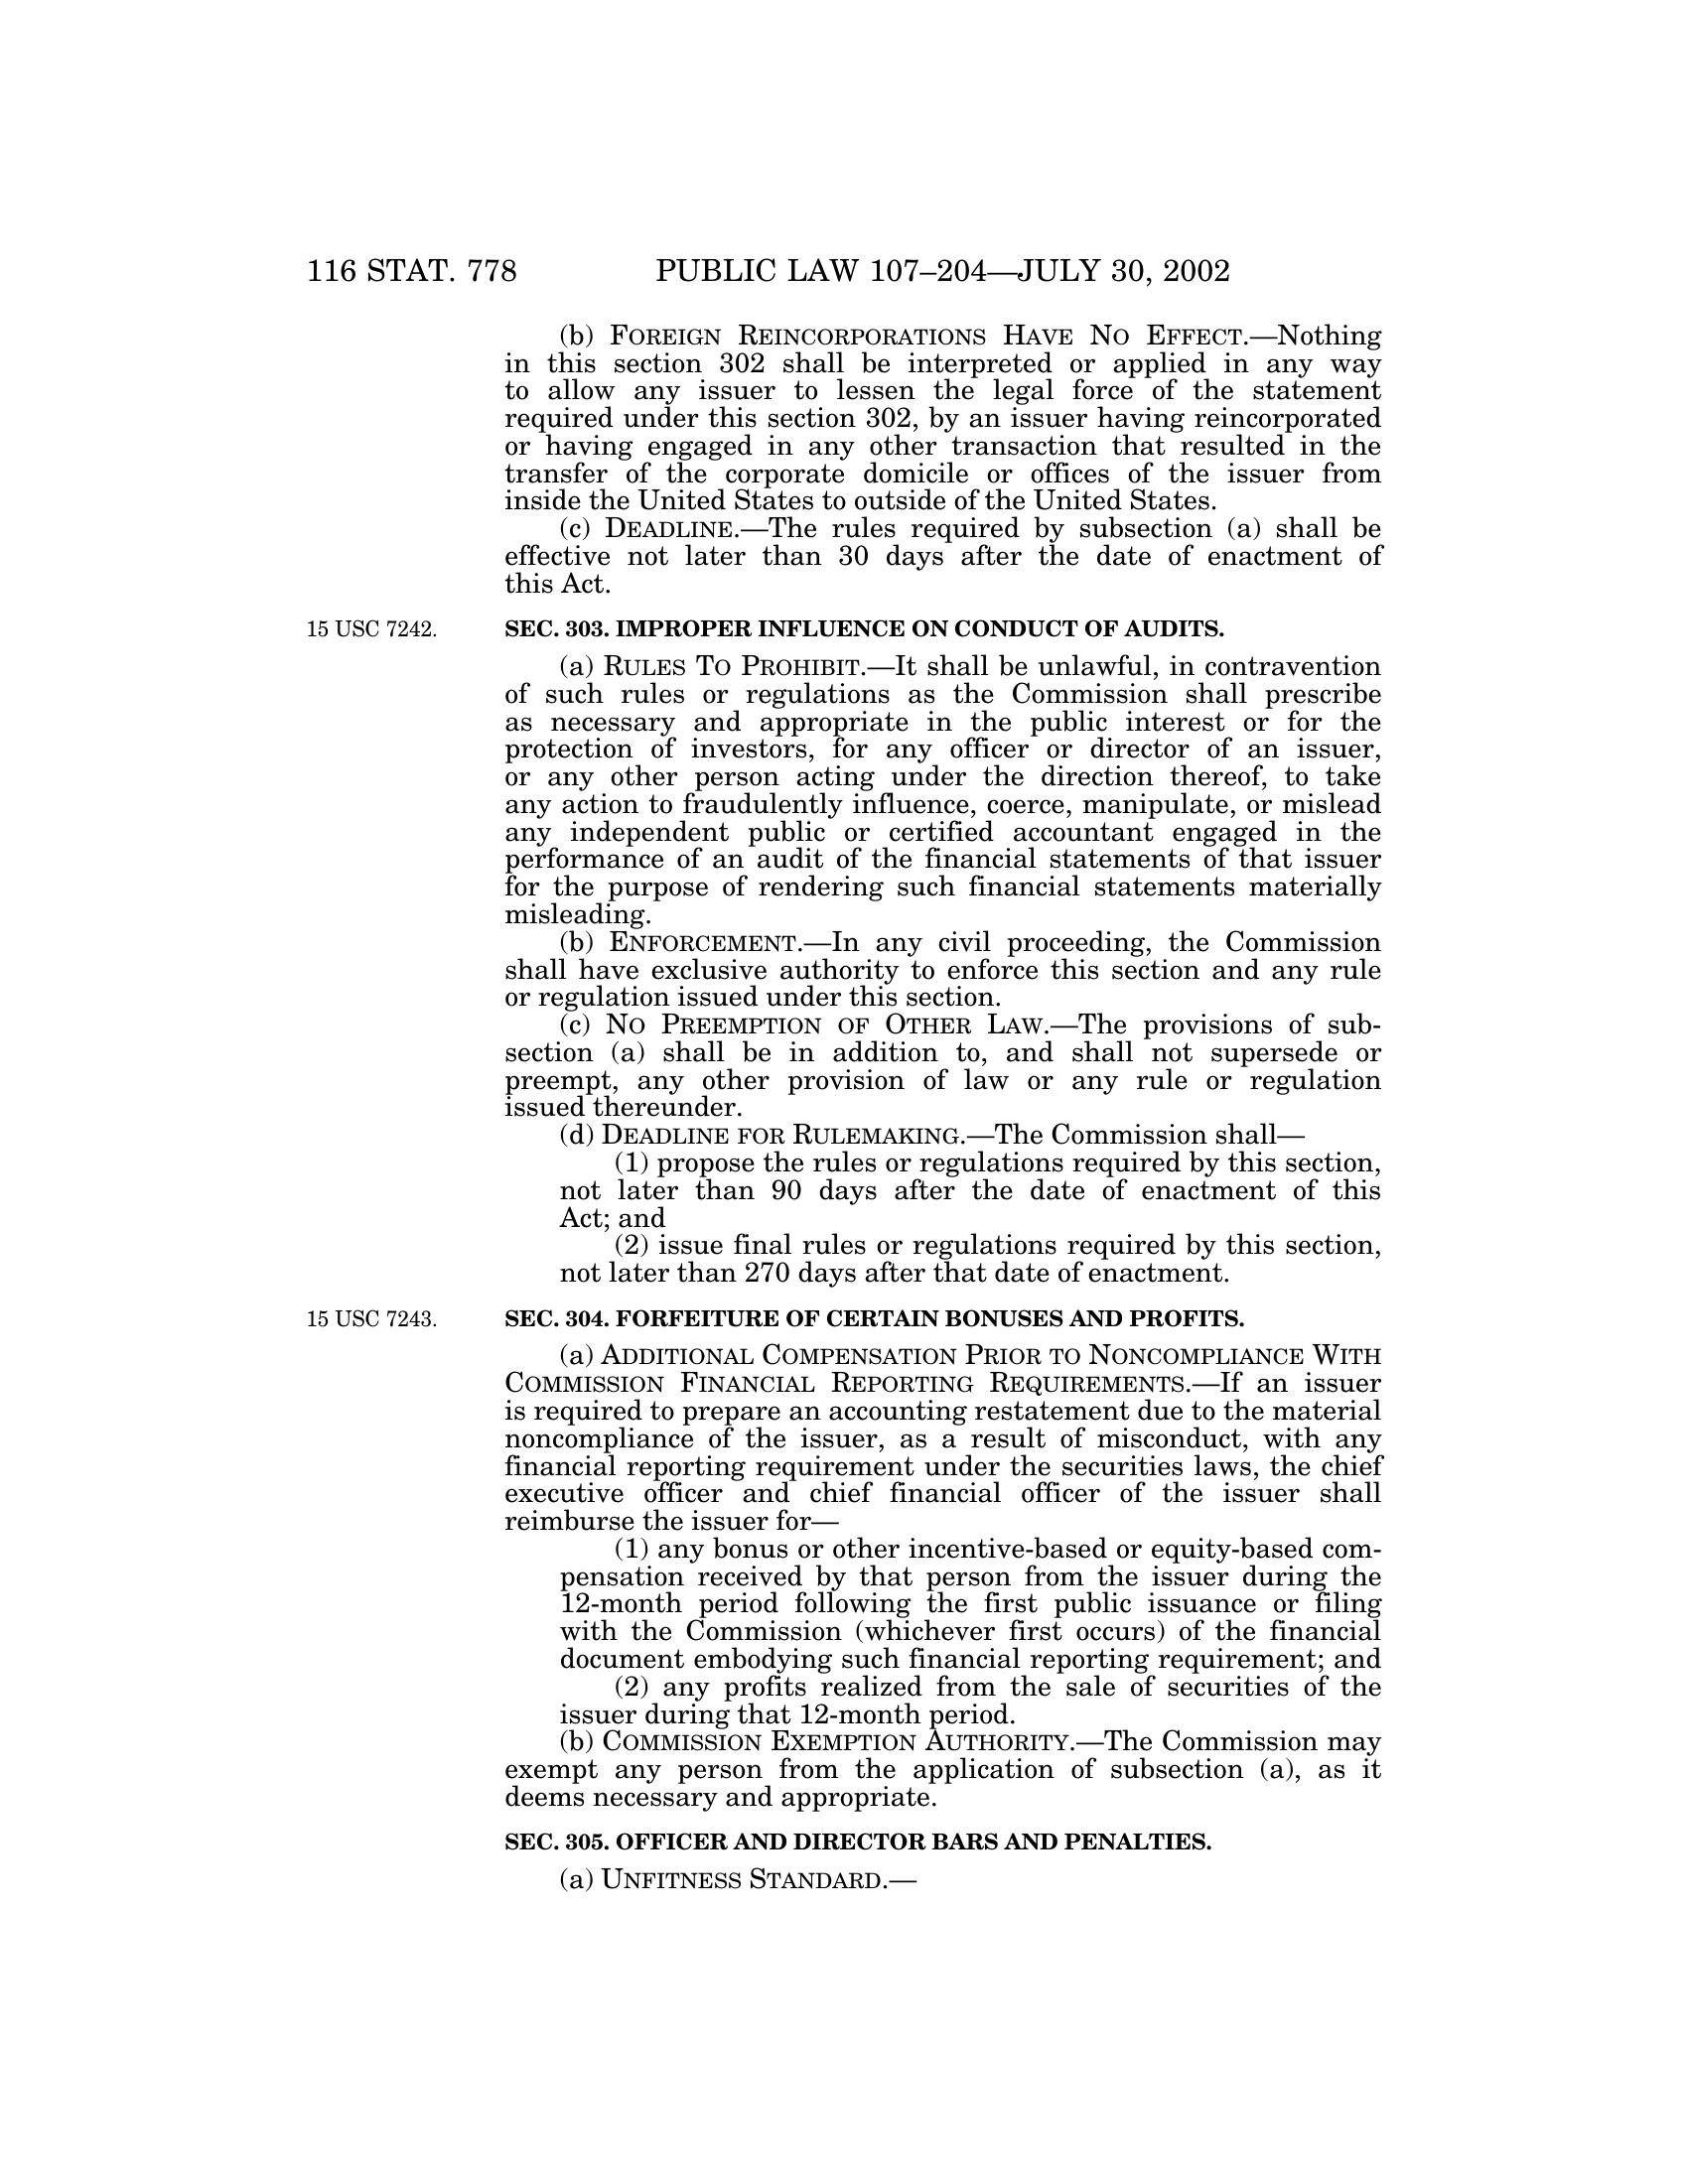 116 STAT. 778 PUBLIC LAW 107–204—JULY 30, 2002
(b) FOREIGN REINCORPORATIONS HAVE NO EFFECT.—Nothing
in this section 302 shall be interpreted or applied in any way
to allow any issuer to lessen the legal force of the statement
required under this section 302, by an issuer having reincorporated
or having engaged in any other transaction that resulted in the
transfer of the corporate domicile or offices of the issuer from
inside the United States to outside of the United States.
(c) DEADLINE.—The rules required by subsection (a) shall be
effective not later than 30 days after the date of enactment of
this Act.
15 USC 7242. SEC. 303. IMPROPER INFLUENCE ON CONDUCT OF AUDITS.
(a) RULES TO PROHIBIT.—It shall be unlawful, in contravention
of such rules or regulations as the Commission shall prescribe
as necessary and appropriate in the public interest or for the
protection of investors, for any officer or director of an issuer,
or any other person acting under the direction thereof, to take
any action to fraudulently influence, coerce, manipulate, or mislead
any independent public or certified accountant engaged in the
performance of an audit of the financial statements of that issuer
for the purpose of rendering such financial statements materially
misleading.
(b) ENFORCEMENT.—In any civil proceeding, the Commission
shall have exclusive authority to enforce this section and any rule
or regulation issued under this section.
(c) NO PREEMPTION OF OTHER LAW.—The provisions of sub-
section (a) shall be in addition to, and shall not supersede or
preempt, any other provision of law or any rule or regulation
issued thereunder.
(d) DEADLINE FOR RULEMAKING.—The Commission shall—
(1) propose the rules or regulations required by this section,
not later than 90 days after the date of enactment of this
Act; and
(2) issue final rules or regulations required by this section,
not later than 270 days after that date of enactment.
15 USC 7243. SEC. 304. FORFEITURE OF CERTAIN BONUSES AND PROFITS.
(a) ADDITIONAL COMPENSATION PRIOR TO NONCOMPLIANCE WITH
COMMISSION FINANCIAL REPORTING REQUIREMENTS.—If an issuer
is required to prepare an accounting restatement due to the material
noncompliance of the issuer, as a result of misconduct, with any
financial reporting requirement under the securities laws, the chief
executive officer and chief financial officer of the issuer shall
reimburse the issuer for—
(1) any bonus or other incentive-based or equity-based com-
pensation received by that person from the issuer during the
12-month period following the first public issuance or filing
with the Commission (whichever first occurs) of the financial
document embodying such financial reporting requirement; and
(2) any profits realized from the sale of securities of the
issuer during that 12-month period.
(b) COMMISSION EXEMPTION AUTHORITY.—The Commission may
exempt any person from the application of subsection (a), as it
deems necessary and appropriate.
SEC. 305. OFFICER AND DIRECTOR BARS AND PENALTIES.
(a) UNFITNESS STANDARD.—